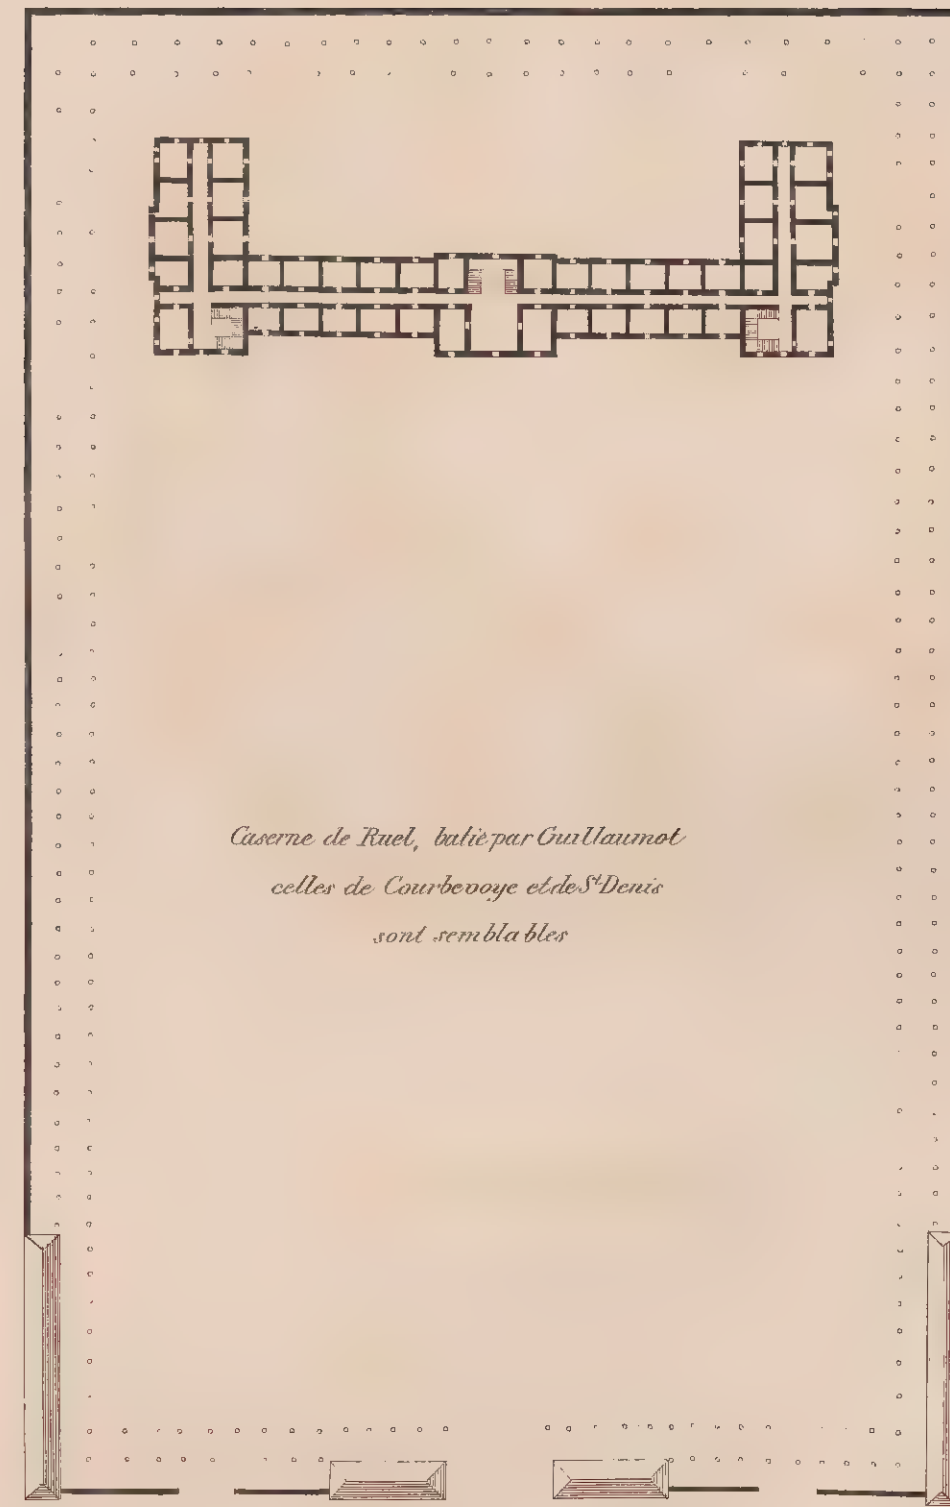 Caserne de Ruel, batie par Guillaumot
celles de Courbevoye et de St Denis
sont semblables